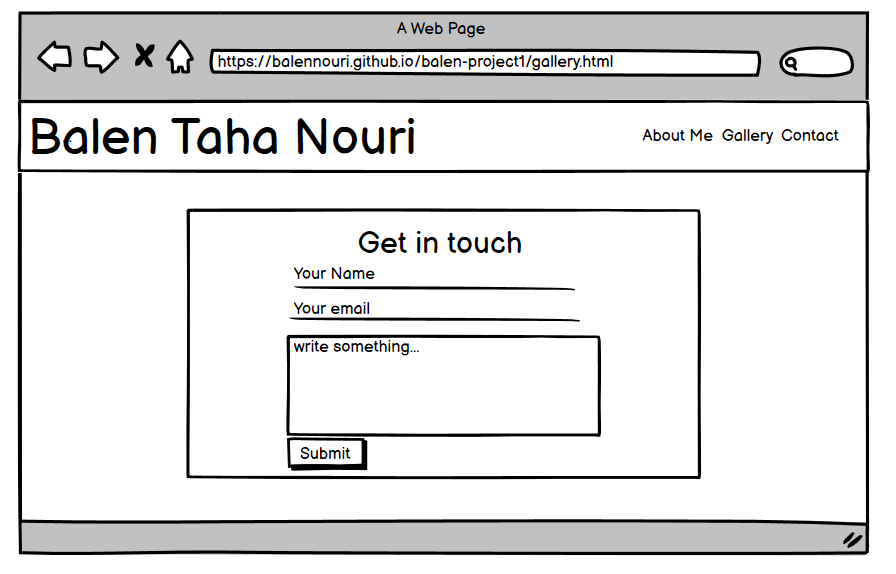 A Web Page
https://balennouri.github.io/balen-project1/gallery.html
Balen Taha Nouri
About Me Gallery Contact
Get in touch
Your Name
Your email
write something...
Submit